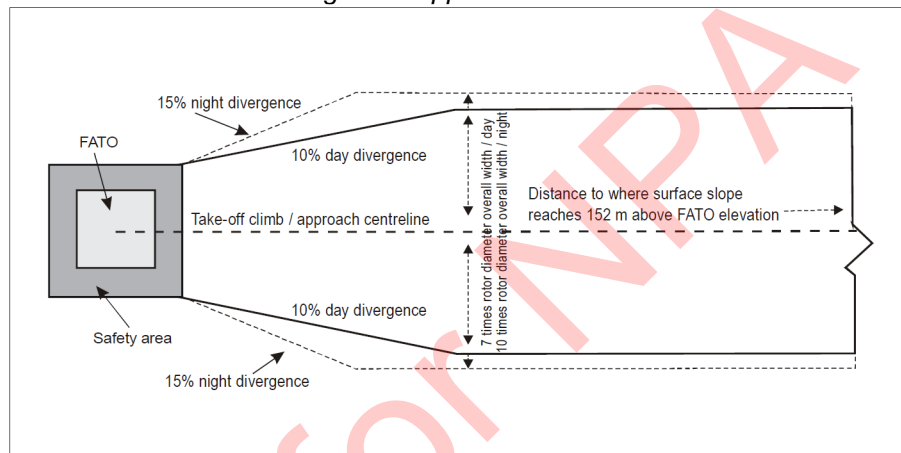 15% night divergence
FATO
10% day divergence
7 times rotor diameter overall width / day
10 times rotor diameter overall width / night
Distance to where surface slope
reaches 152 m above FATO elevation
Take-off climb / approach centreline
10% day divergence
Safety area
15% night divergence
for NPA